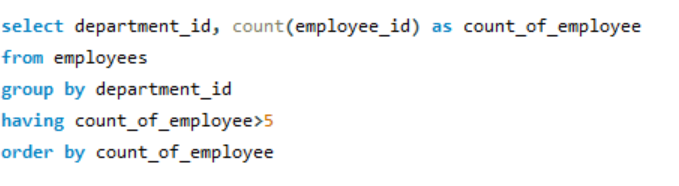 select department_id, count(employee_id) as count_of_employee
from employees
group by department_id
having count_of_employee>5
order by count_of_employee